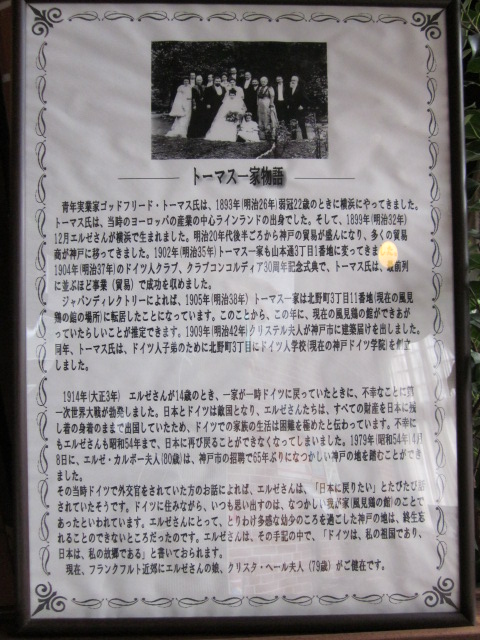 トーマス一家物語
青年実業家ゴッドフリード・トーマス氏は、1893年(明治26年)弱冠22歳のときに横浜にやってきました。
トーマス氏は、当時のヨーロッパの産業の中心ラインランドの出身でした。そして、1899年(明治32年)
12月エルゼさんが横浜で生まれました。明治20年代後半ごろから神戸の貿易が盛んになり、多くの貿易
商が神戸に移ってきました。1902年(明治35年)トーマス一家も山本通3丁目1番地に変ってきま
1904年(明治37年)のドイツ人クラブ、クラブコンコルディア30周年記念式典で、トーマス氏は、最前列
に並ぶほど事業(貿易)で成功を収めました。
ジャパンディレクトリーによれば、1905年(明治38年)トーマス一家は北野町3丁目11番地(現在の風見
鶏の館の場所)に転居したことになっています。このことから、この年に、現在の風見鶏の館ができあが
っていたらしいことが推定できます。1909年(明治42年)クリステル夫人が神戸市に建築届けを出しました。
同年、トーマス氏は、ドイツ人子弟のために北野町3丁目にドイツ人学校(現在の神戸ドイツ学院)を創立
しました。
1914年(大正3年) エルゼさんが14歳のとき、一家が一時ドイツに戻っていたときに、不幸なことに第
一次世界大戦が勃発しました。日本とドイツは敵国となり、エルゼさんたちは、すべての財産を日本に残
し着の身着のままで出国していたため、ドイツでの家族の生活は困難を極めたと伝わっています。不幸に
もエルゼさんも昭和54年まで、日本に再び戻ることができなくなってしまいました。1979年(昭和54年)4月
8日に、エルゼ・カルボー夫人(80歳)は、神戸市の招聘で65年ぶりになつかしい神戸の地を踏むことができ
ました。
その当時ドイツで外交官をされていた方のお話によれば、エルゼさんは、「日本に戻りたい」とたびたび話
されていたそうです。ドイツに住みながら、いつも思い出すのは、なつかしい我が家(風見鶏の館)のことで
あったといわれています。エルゼさんにとって、とりわけ多感な幼少のころを過ごした神戸の地は、終生忘
れることのできないところだったのです。エルゼさんは、その手記の中で、「ドイツは、私の祖国であり、
日本は、私の故郷である」と書いておられます。
現在、フランクフルト近郊にエルゼさんの娘、クリスタ・ヘール夫人(79歳)がご健在です。